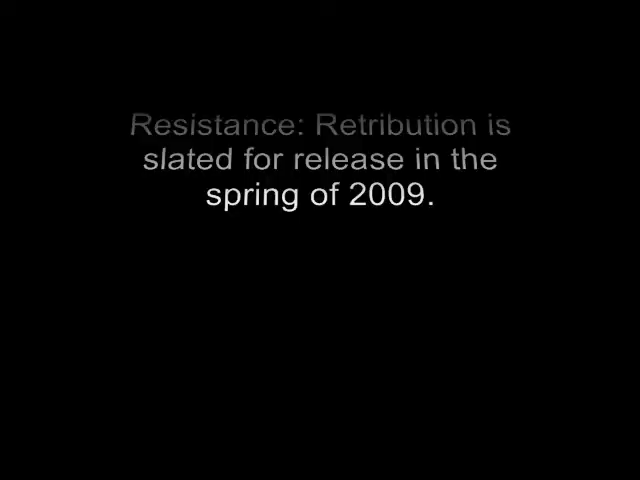 Resistance: Retribution is
slated for release in the
spring of 2009.